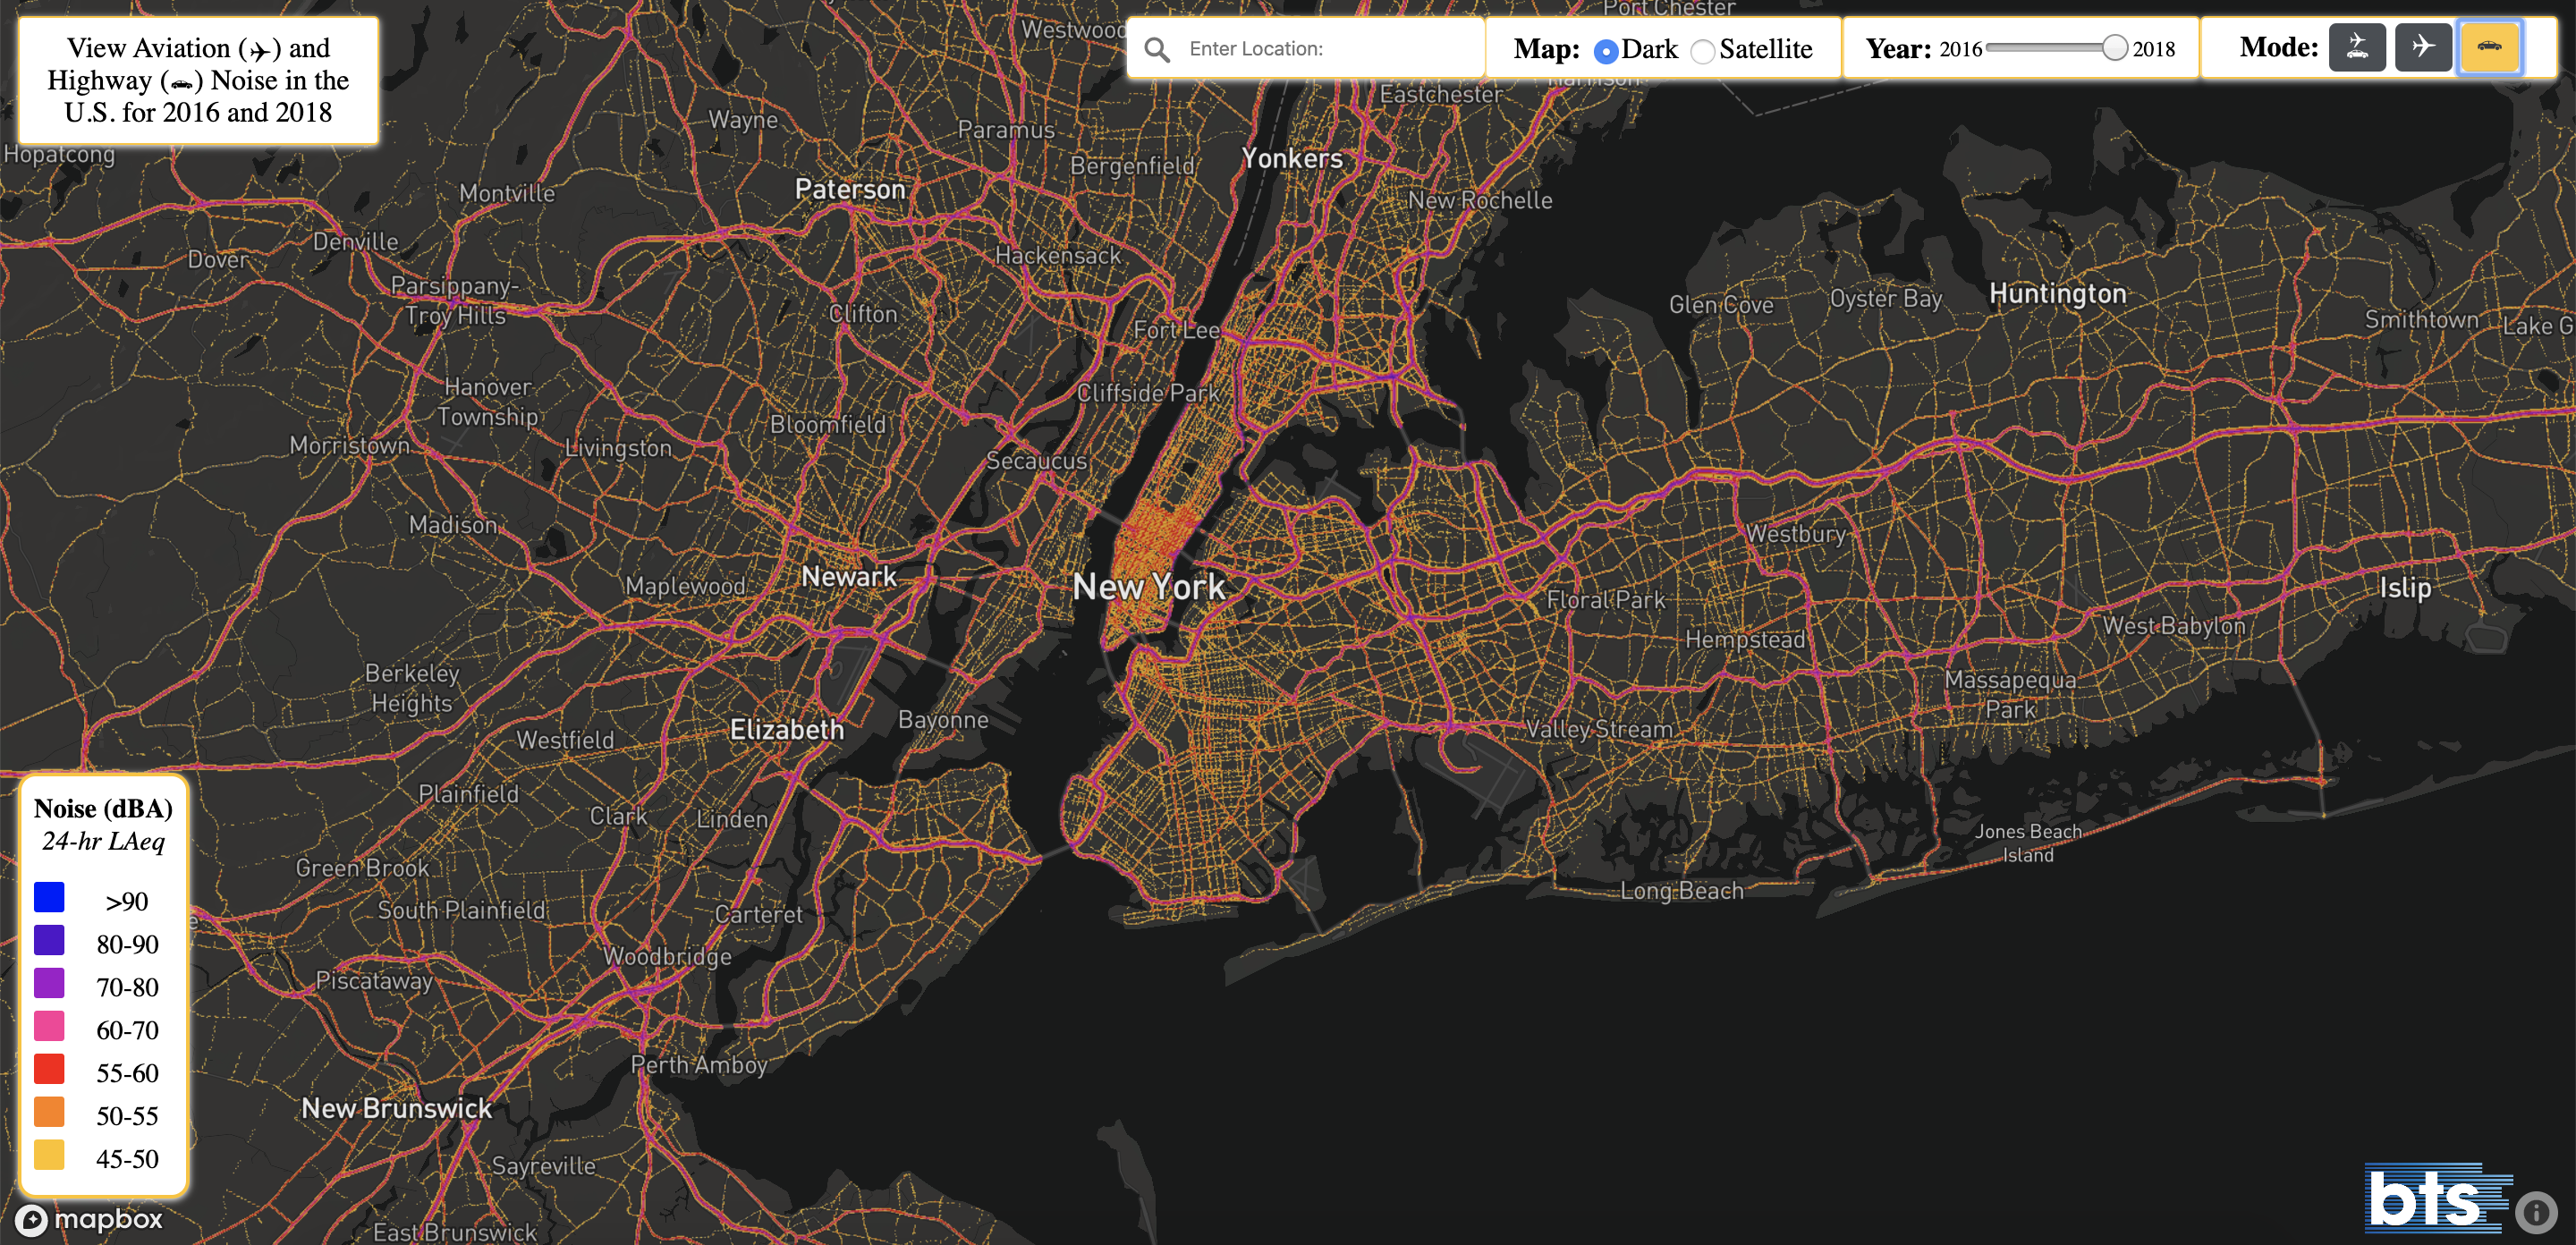 View Aviation (✈) and
Highway (🚗) Noise in the
U.S. for 2016 and 2018
Enter Location:
Map: Dark Satellite
Year: 2016 2018
Mode:
Port Chester
Westwood
Eastchester
Wayne
Paramus
Hopatcong
Bergenfield
Yonkers
Paterson
Montville
New Rochelle
Denville
Dover
Hackensack
Parsippany-
Troy Hills
Huntington
Glen Cove
Oyster Bay
Clifton
Fort Lee
Smithtown
Lake G
Hanover
Township
Cliffside Park
Bloomfield
Morristown
Livingston
Secaucus
Madison
Westbury
Newark
Maplewood
New York
Floral Park
Islip
Hempstead
West Babylon
Berkeley
Heights
Massapequa
Park
Elizabeth
Bayonne
Westfield
Valley Stream
Plainfield
Clark
Linden
Jones Beach
Island
Green Brook
Long Beach
South Plainfield
Carteret
Woodbridge
Piscataway
Perth Amboy
New Brunswick
Sayreville
East Brunswick
Noise (dBA)
24-hr LAeq
>90
80-90
70-80
60-70
55-60
50-55
45-50
mapbox
bts